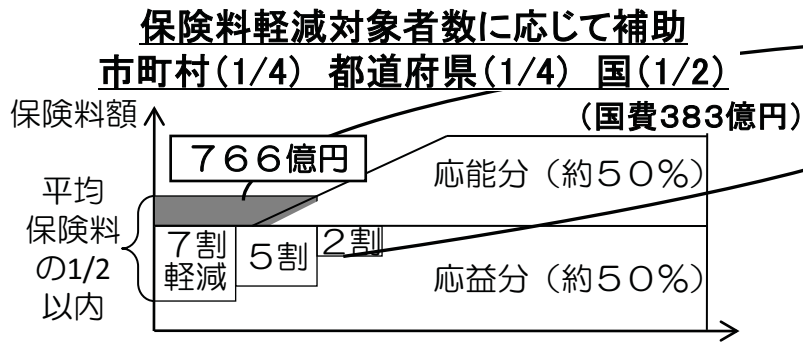 保険料軽減対象者数に応じて補助
市町村(1/4) 都道府県(1/4) 国(1/2)
(国費383億円)
保険料額
766億円
応能分(約50%)
平均
保険料
の1/2
以内
7割
軽減
5割
2割
応益分(約50%)